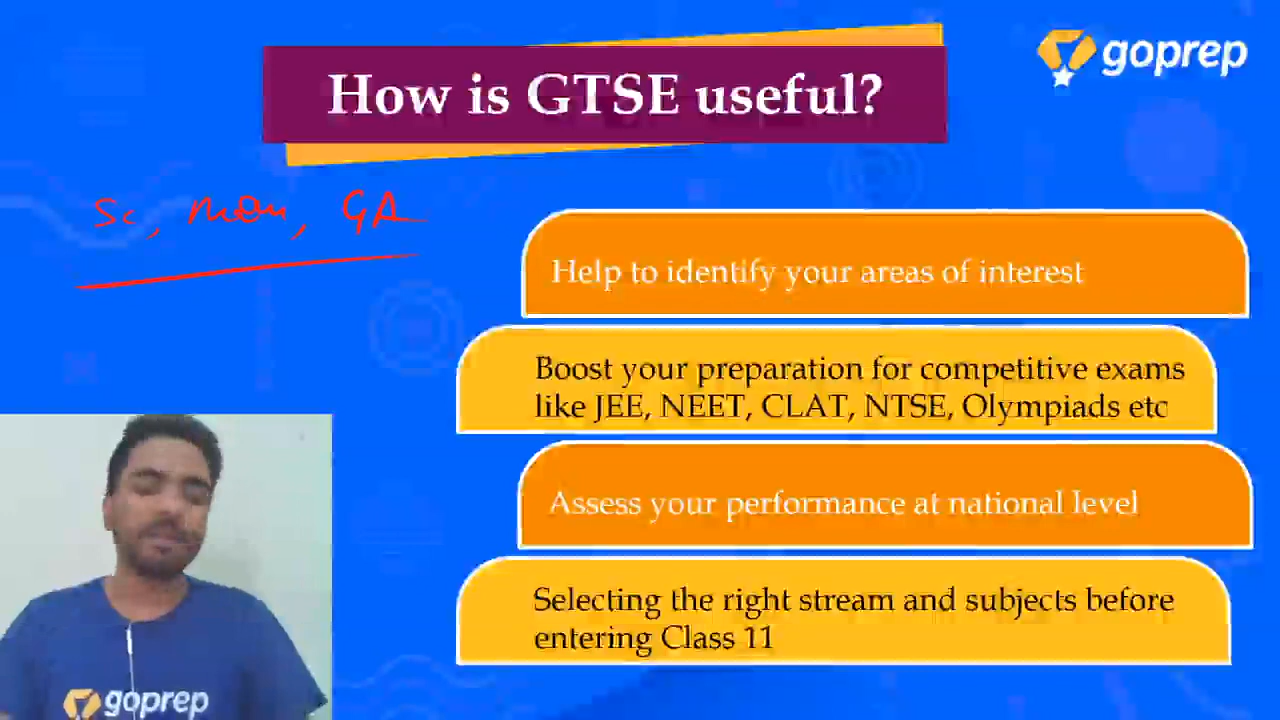 How is GTSE useful?
goprep
Sc, GA
Help to identify your areas of interest
Boost your preparation for competitive exams
like JEE, NEET, CLAT, NTSE, Olympiads etc
Assess your performance at national level
Selecting the right stream and subjects before
entering Class 11
goprep